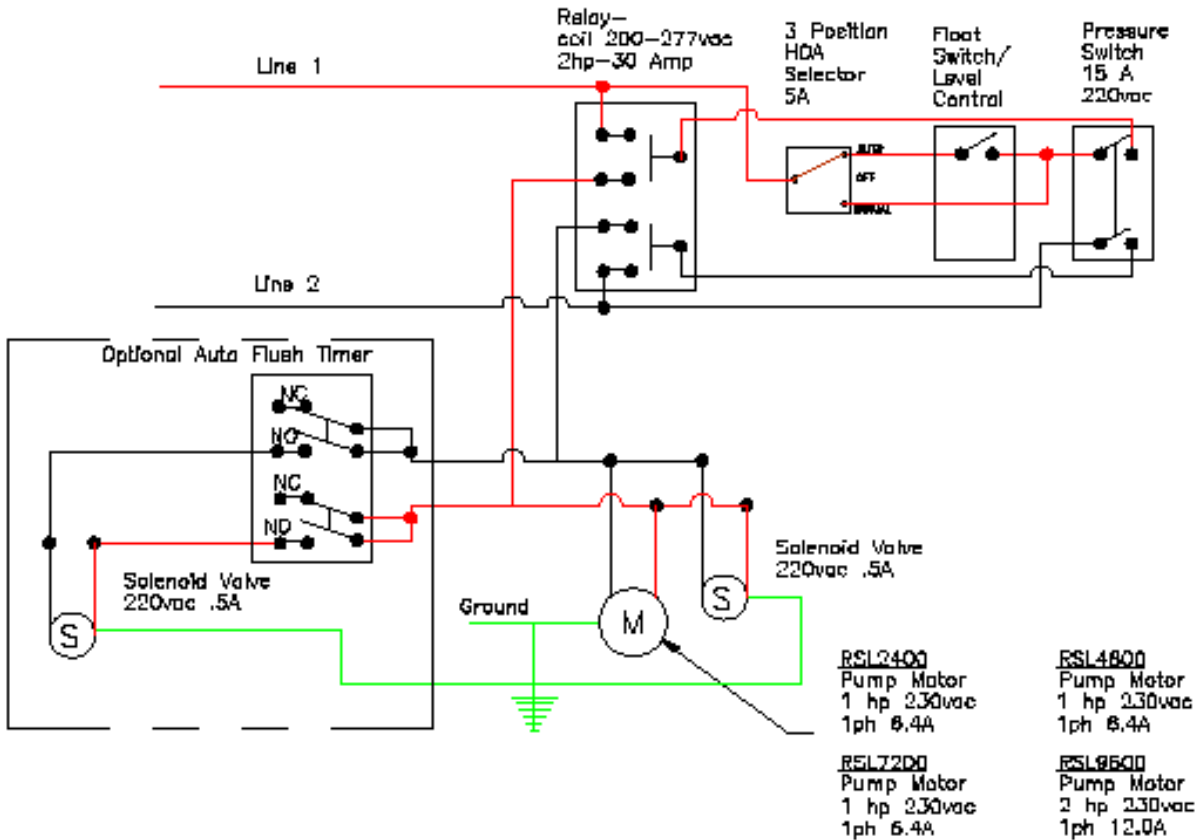 Relay-
coil 200-277vac
2hp-30 Amp
3 Position
HOA
Selector
5A
Float
Switch/
Level
Control
Pressure
Switch
15 A
220vac
Line 1
AUTO
OFF
MANUAL
Line 2
Optional Auto Flush Timer
NC
NO
NC
NO
Solenoid Valve
220vac .5A
S
Ground
M
S
Solenoid Valve
220vac .5A
RSL2400
Pump Motor
1 hp 230vac
1ph 6.4A
RSL4800
Pump Motor
1 hp 230vac
1ph 6.4A
RSL7200
Pump Motor
1 hp 230vac
1ph 6.4A
RSL9600
Pump Motor
2 hp 230vac
1ph 12.0A